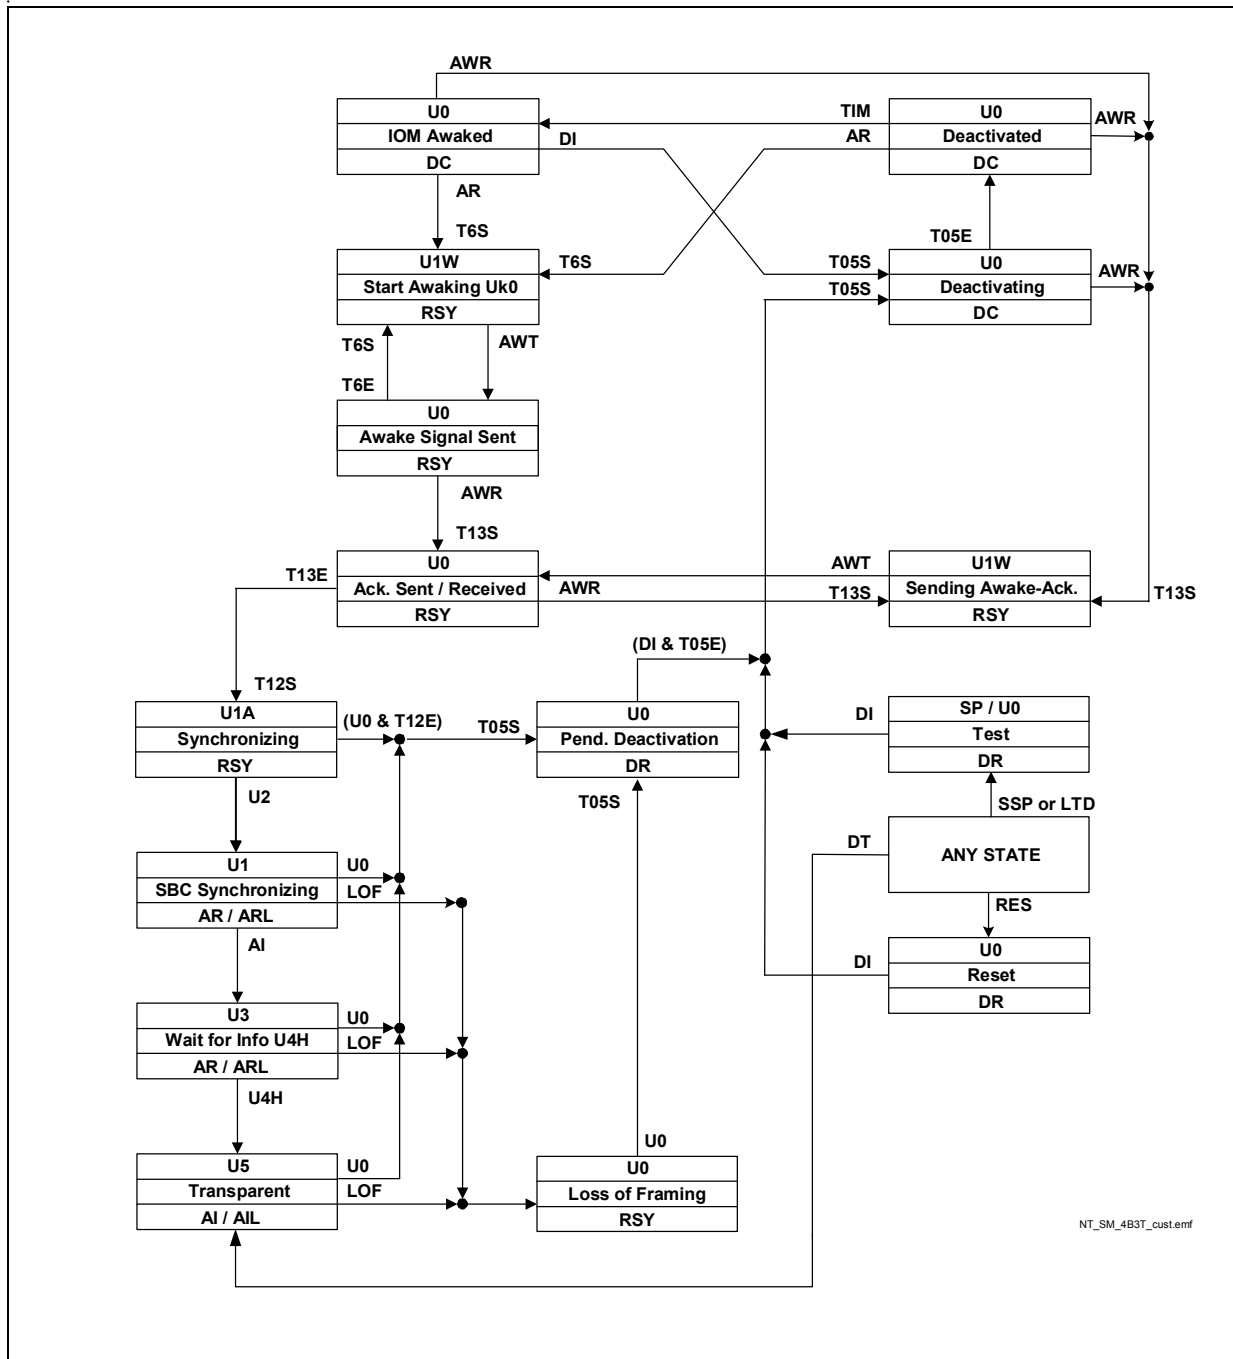 AWR
U0
IOM Awaked
DC
TIM
DI
AR
U0
Deactivated
DC
AWR
AR
T6S
T05E
U1W
Start Awaking Uk0
RSY
T6S
T05S
T05S
U0
Deactivating
DC
AWR
T6S
AWT
T6E
U0
Awake Signal Sent
RSY
AWR
T13S
U0
Ack. Sent / Received
RSY
T13E
AWT
AWR
T13S
U1W
Sending Awake-Ack.
RSY
T13S
(DI & T05E)
T12S
U1A
Synchronizing
RSY
(U0 & T12E)
T05S
U0
Pend. Deactivation
DR
DI
SP / U0
Test
DR
U2
T05S
SSP or LTD
DT
ANY STATE
U1
SBC Synchronizing
AR / ARL
U0
LOF
RES
AI
DI
U0
Reset
DR
U3
Wait for Info U4H
AR / ARL
U0
LOF
U4H
U0
U5
Transparent
AI / AIL
U0
LOF
U0
Loss of Framing
RSY
NT_SM_4B3T_cust.emf